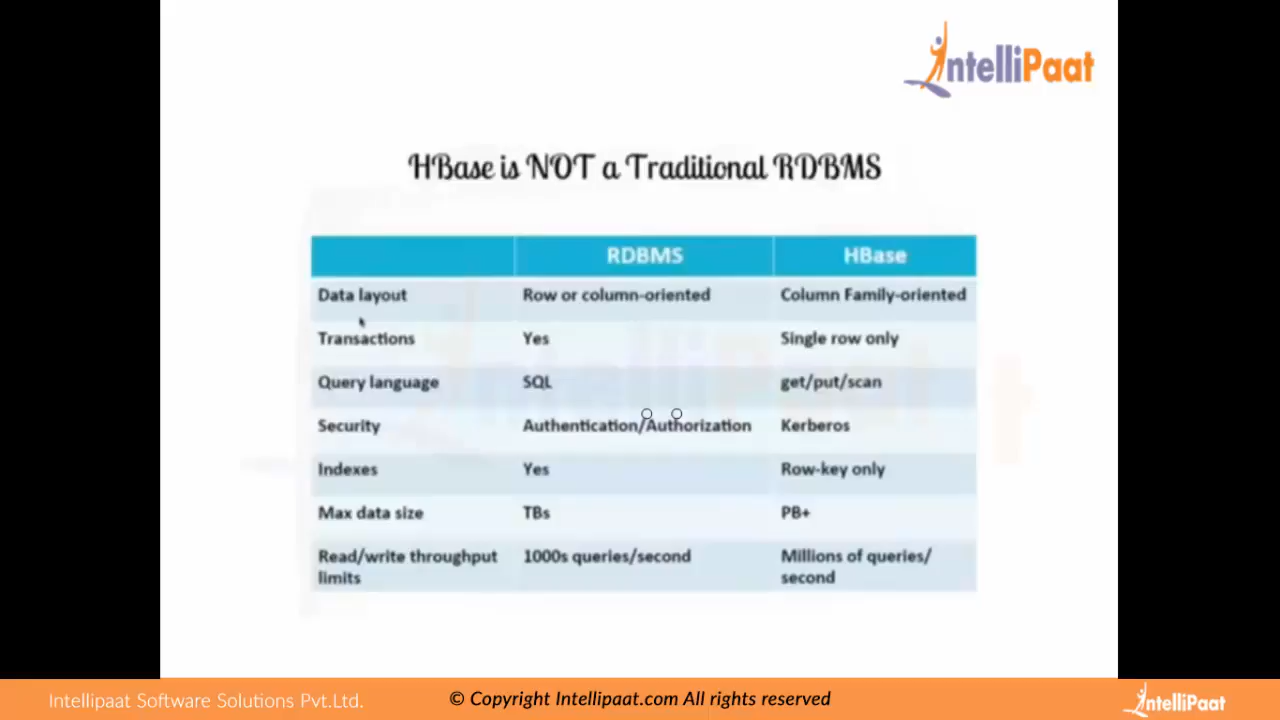 IntelliPaat
HBase is NOT a Traditional RDBMS
RDBMS HBase
Data layout Row or column-oriented Column Family-oriented
Transactions Yes Single row only
Query language SQL get/put/scan
Security Authentication/Authorization Kerberos
Indexes Yes Row-key only
Max data size TBs PB+
Read/write throughput 1000s queries/second Millions of queries/
limits second
Intellipaat Software Solutions Pvt.Ltd. © Copyright Intellipaat.com All rights reserved IntelliPaat